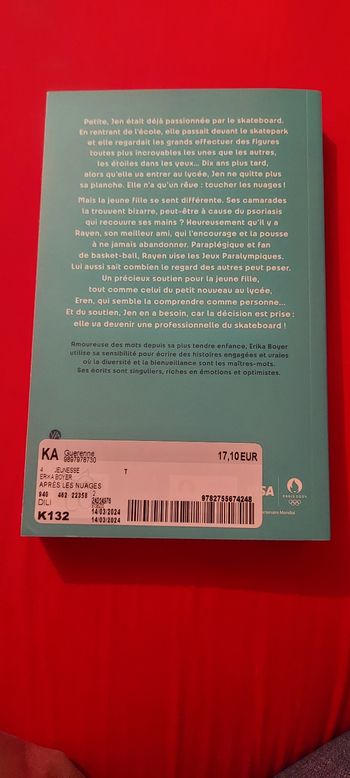 Petite, Jen était déjà passionnée par le skateboard.
En rentrant de l'école, elle passait devant le skatepark
et elle regardait les grands effectuer des figures
toutes plus incroyables les unes que les autres,
les étoiles dans les yeux... Dix ans plus tard,
alors qu'elle va entrer au lycée, Jen ne quitte plus
sa planche. Elle n'a qu'un rêve : toucher les nuages !
Mais la jeune fille se sent différente. Ses camarades
la trouvent bizarre, peut-être à cause du psoriasis
qui recouvre ses mains ? Heureusement qu'il y a
Rayen, son meilleur ami, qui l'encourage et la pousse
à ne jamais abandonner. Paraplégique et fan
de basket-ball, Rayen vise les Jeux Paralympiques.
Lui aussi sait combien le regard des autres peut peser.
Un précieux soutien pour la jeune fille,
tout comme celui du petit nouveau au lycée,
Eren, qui semble la comprendre comme personne...
Et du soutien, Jen en a besoin, car la décision est prise :
elle va devenir une professionnelle du skateboard !
Amoureuse des mots depuis sa plus tendre enfance, Erika Boyer
utilise sa sensibilité pour écrire des histoires engagées et vraies
où la diversité et la bienveillance sont les maîtres-mots.
Ses écrits sont singuliers, riches en émotions et optimistes.
KA Guerenne 17,10 EUR
9897978730
4 JEUNESSE T
ERIKA BOYER
APRÈS LES NUAGES
940 462 22358 2
DILI
14/03/2024
K132 14/03/2024
9782755674248
PARIS 2024